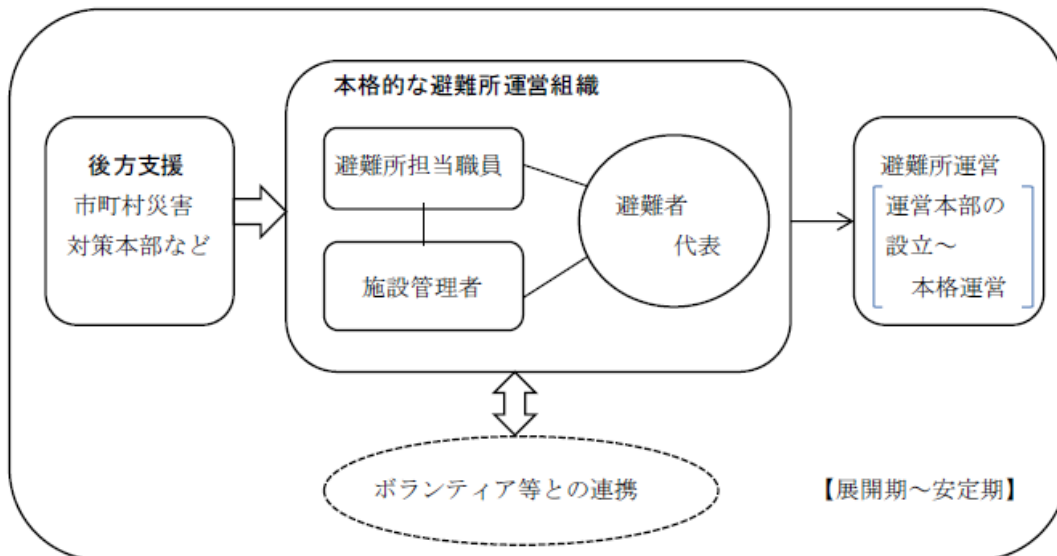 本格的な避難所運営組織
後方支援
市町村災害
対策本部など
避難所担当職員
施設管理者
避難者
代表
避難所運営
運営本部の
設立～
本格運営
ボランティア等との連携
【展開期～安定期】